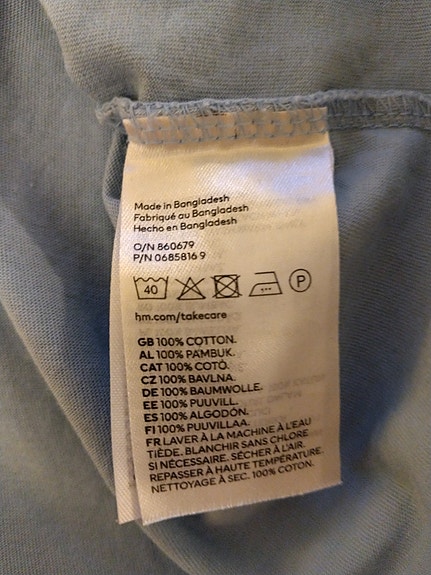 Made in Bangladesh
Fabriqué au Bangladesh
Hecho en Bangladesh
O/N 860679
P/N 0685816 9
40
P
hm.com/takecare
GB 100% COTTON.
AL 100% PAMBUK.
CAT 100% COTÓ.
CZ 100% BAVLNA.
DE 100% BAUMWOLLE.
EE 100% PUUVILL.
ES 100% ALGODÓN.
FI 100% PUUVILLAA.
FR LAVER À LA MACHINE À L'EAU
TIÈDE. BLANCHIR SANS CHLORE
SI NÉCESSAIRE. SÉCHER À L'AIR.
REPASSER À HAUTE TEMPÉRATURE.
NETTOYAGE À SEC. 100% COTON.